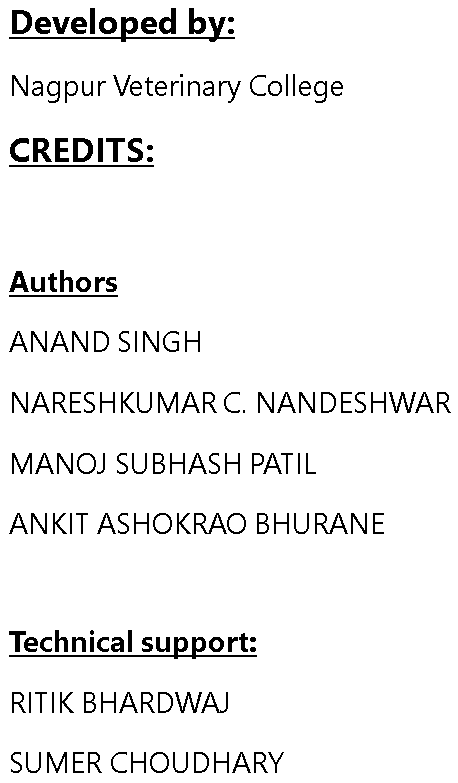 Developed by:
Nagpur Veterinary College
CREDITS:
Authors
ANAND SINGH
NARESHKUMAR C. NANDESHWAR
MANOJ SUBHASH PATIL
ANKIT ASHOKRAO BHURANE
Technical support:
RITIK BHARDWAJ
SUMER CHOUDHARY